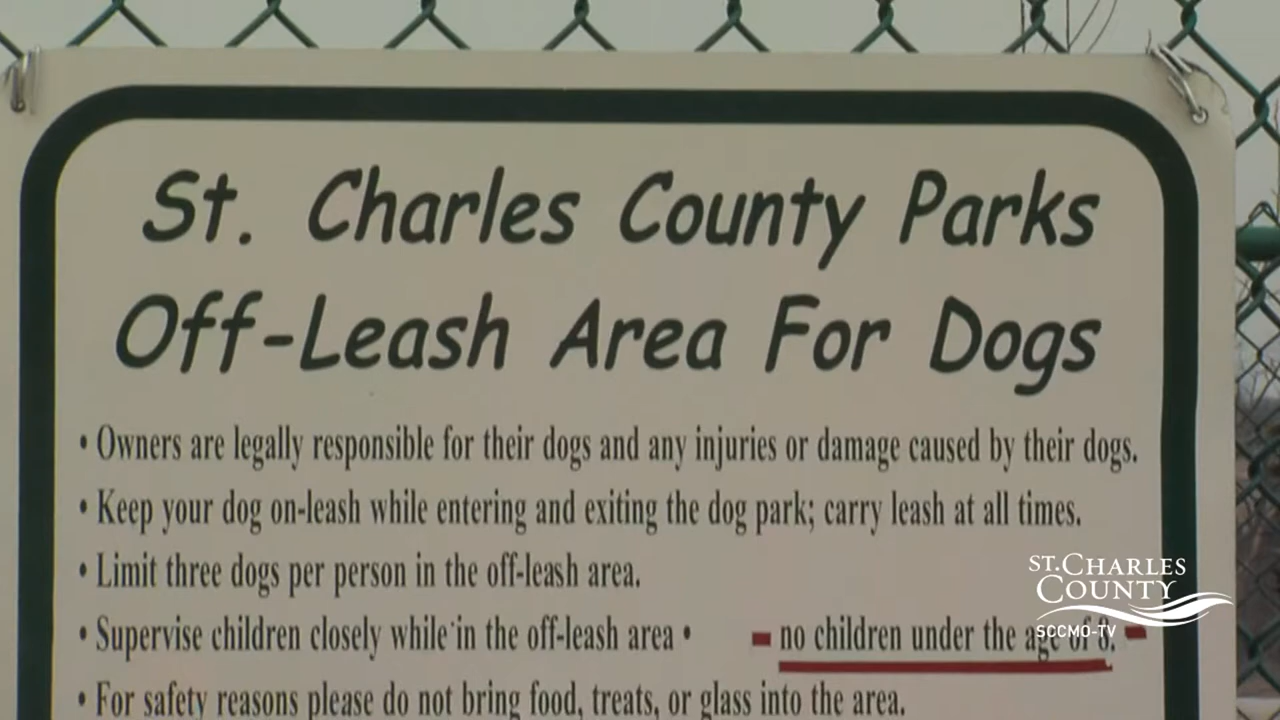 St. Charles County Parks
Off-Leash Area For Dogs
• Owners are legally responsible for their dogs and any injuries or damage caused by their dogs.
• Keep your dog on-leash while entering and exiting the dog park; carry leash at all times.
• Limit three dogs per person in the off-leash area.
• Supervise children closely while in the off-leash area • no children under the age of 8.
• For safety reasons please do not bring food, treats, or glass into the area.
ST. CHARLES
COUNTY
SCCMO-TV